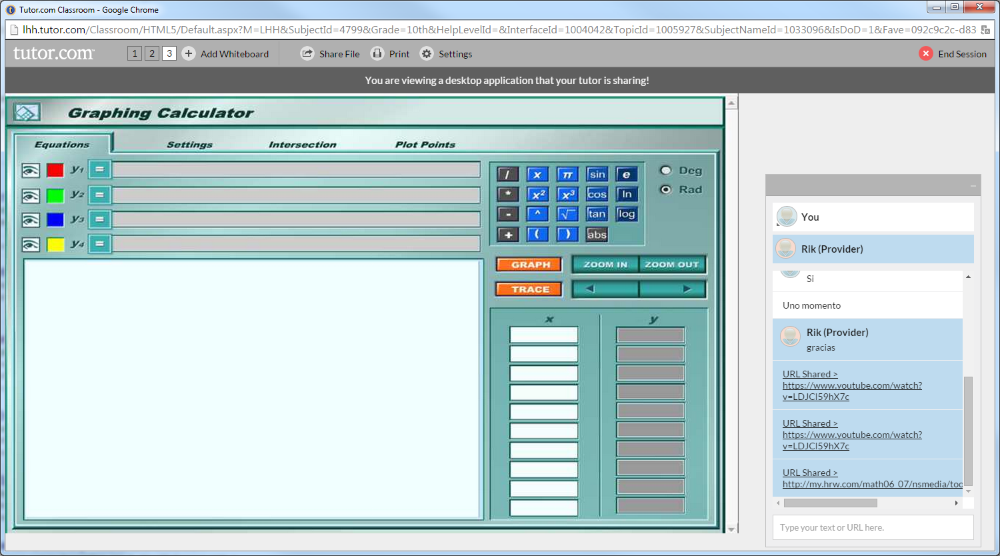 Tutor.com Classroom - Google Chrome
lhh.tutor.com/Classroom/HTML5/Default.aspx?M=LHH&SubjectId=4799&Grade=10th&HelpLevelId=&InterfaceId=1004042&TopicId=1005927&SubjectNameId=1033096&IsDoD=1&Fave=092c9c2c-d83
tutor.com 1 2 3 + Add Whiteboard Share File Print Settings End Session
You are viewing a desktop application that your tutor is sharing!
Graphing Calculator
Equations Settings Intersection Plot Points
y1 =
y2 =
y3 =
y4 =
/ x π sin e
* x² x³ cos ln
- ^ √ tan log
+ ( ) abs
Deg
Rad
GRAPH ZOOM IN ZOOM OUT
TRACE
x y
You
Rik (Provider)
Si
Uno momento
Rik (Provider)
gracias
URL Shared >
https://www.youtube.com/watch?
v=LDJCl59hX7c
URL Shared >
https://www.youtube.com/watch?
v=LDJCl59hX7c
URL Shared >
http://my.hrw.com/math06_07/nsmedia/too
Type your text or URL here.